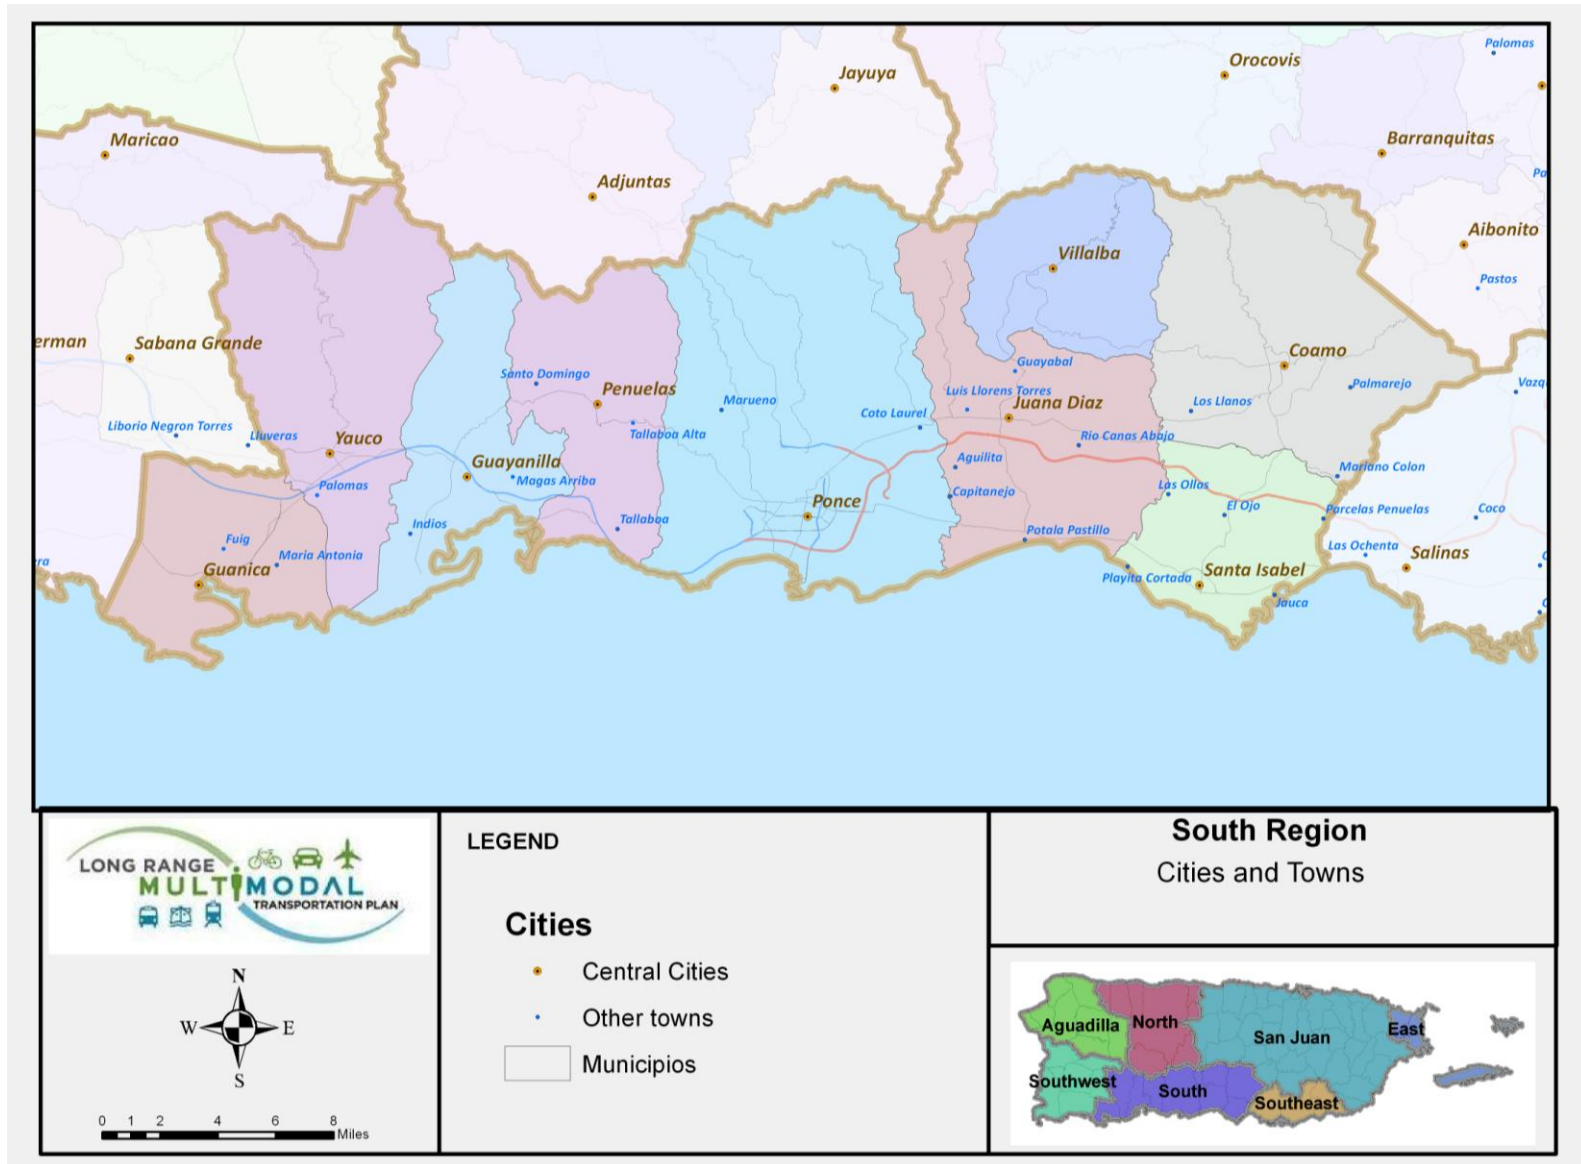 Palomas
Orocovis
Jayuya
Barranquitas
Maricao
Pa
Adjuntas
Aibonito
Villalba
Pastos
erman
Sabana Grande
Coamo
Guayabal
Santo Domingo
Penuelas
Luis Llorens Torres
Palmarejo
Vazq
Marueno
Juana Diaz
Los Llanos
Coto Laurel
Liborio Negron Torres
Lluveras
Yauco
Tallaboa Alta
Rio Canas Abajo
Guayanilla
Aguilita
Mariano Colon
Palomas
Magas Arriba
Capitanejo
Las Ollas
Ponce
El Ojo
Parcelas Penuelas
Coco
Indios
Tallaboa
Potala Pastillo
Fuig
Maria Antonia
Las Ochenta
Salinas
ra
Guanica
Playita Cortada
Santa Isabel
Jauca
LONG RANGE
MULTIMODAL
TRANSPORTATION PLAN
N
W E
S
0 1 2 4 6 8
Miles
LEGEND
Cities
Central Cities
Other towns
Municipios
South Region
Cities and Towns
Aguadilla
North
San Juan
East
Southwest
South
Southeast